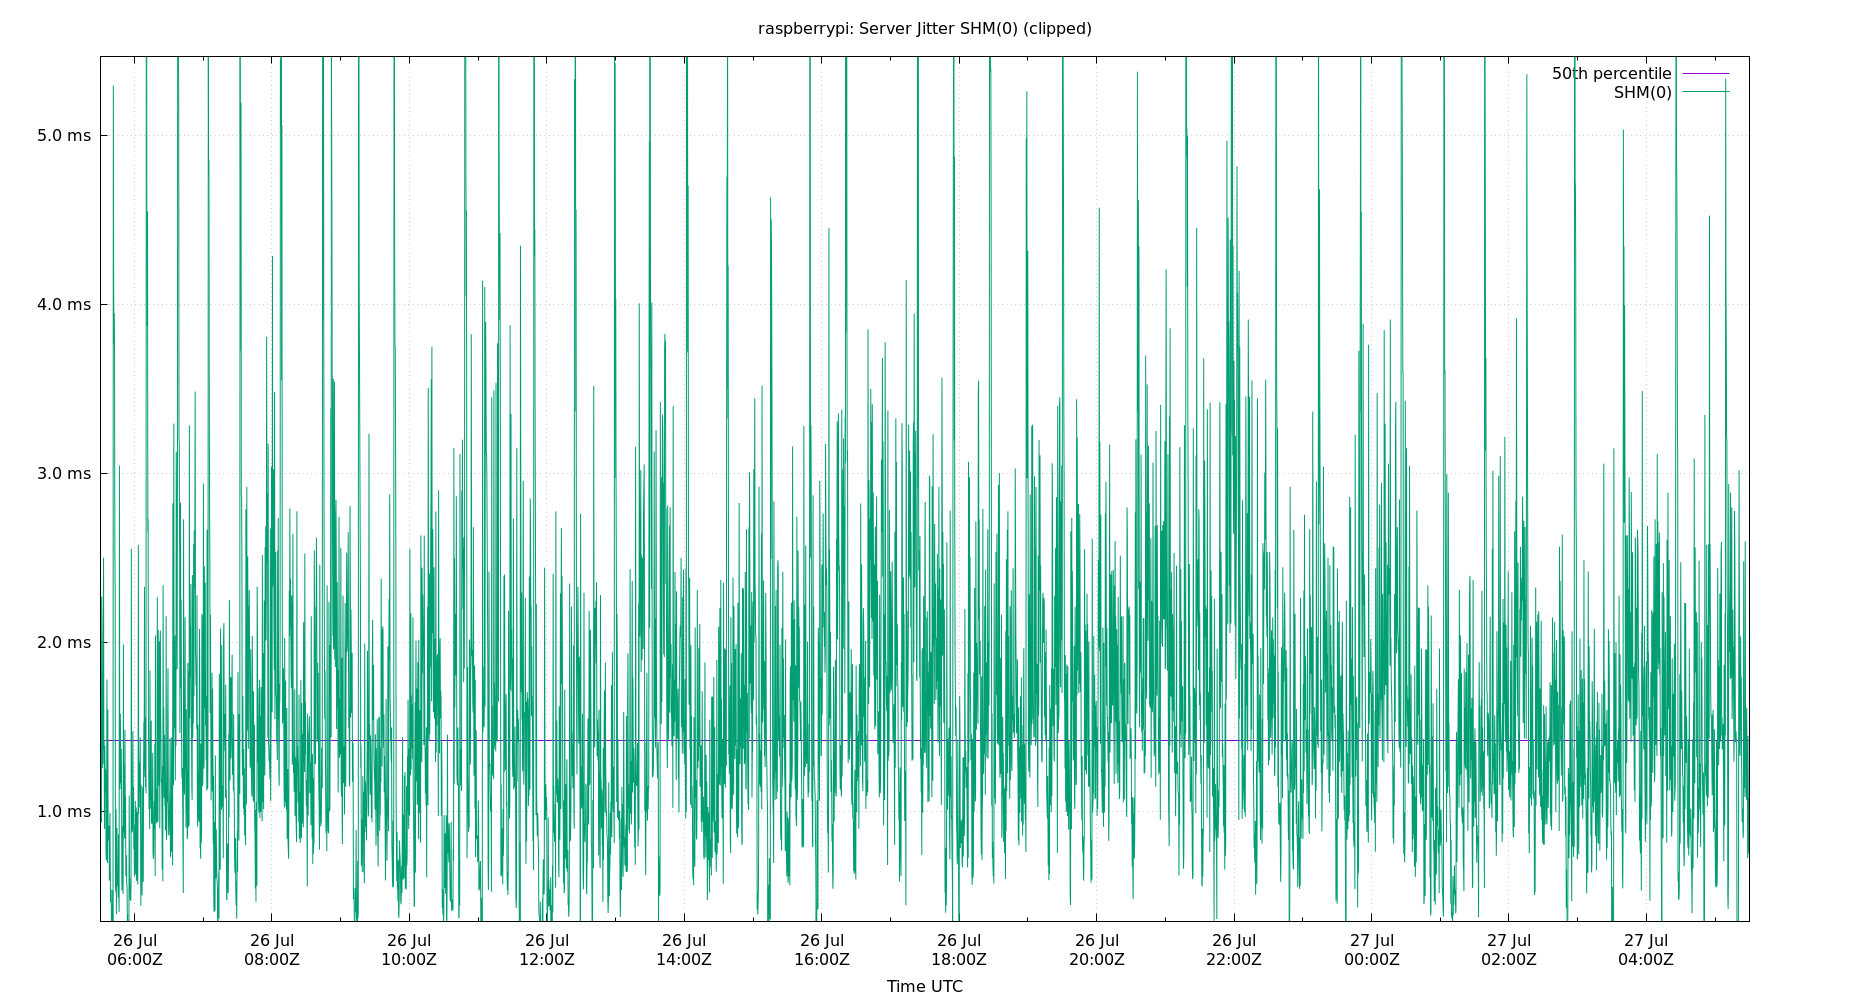 raspberrypi: Server Jitter SHM(0) (clipped)
50th percentile
SHM(0)
5.0 ms
4.0 ms
3.0 ms
2.0 ms
1.0 ms
26 Jul 26 Jul 26 Jul 26 Jul 26 Jul 26 Jul 26 Jul 26 Jul 26 Jul 27 Jul 27 Jul 27 Jul
06:00Z 08:00Z 10:00Z 12:00Z 14:00Z 16:00Z 18:00Z 20:00Z 22:00Z 00:00Z 02:00Z 04:00Z
Time UTC